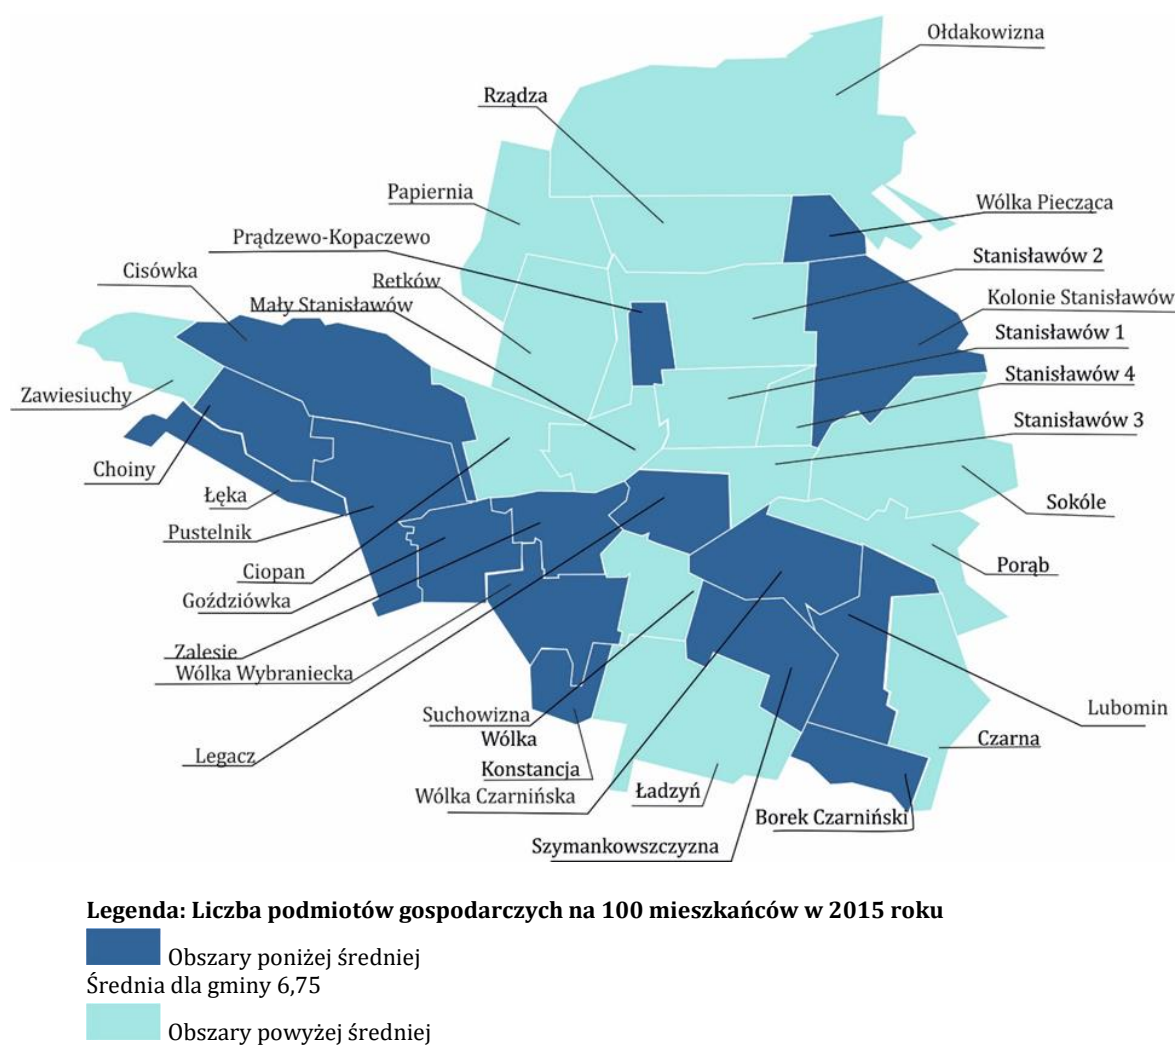 Ołdakowizna
Rządza
Papiernia
Wólka Piecząca
Prądzewo-Kopaczewo
Stanisławów 2
Cisówka
Retków
Kolonie Stanisławów
Mały Stanisławów
Stanisławów 1
Stanisławów 4
Zawiesiuchy
Stanisławów 3
Choiny
Łęka
Sokóle
Pustelnik
Ciopan
Porąb
Goździówka
Zalesie
Wólka Wybraniecka
Suchowizna
Lubomin
Wólka
Czarna
Legacz
Konstancja
Ładzyń
Wólka Czarnińska
Borek Czarniński
Szymankowszczyzna
Legenda: Liczba podmiotów gospodarczych na 100 mieszkańców w 2015 roku
Obszary poniżej średniej
Średnia dla gminy 6,75
Obszary powyżej średniej